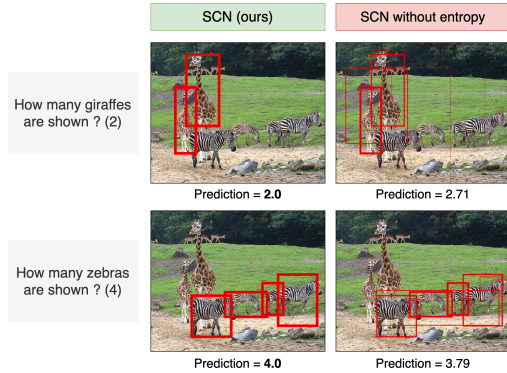 SCN (ours)
SCN without entropy
How many giraffes
are shown ? (2)
Prediction = 2.0
Prediction = 2.71
How many zebras
are shown ? (4)
Prediction = 4.0
Prediction = 3.79